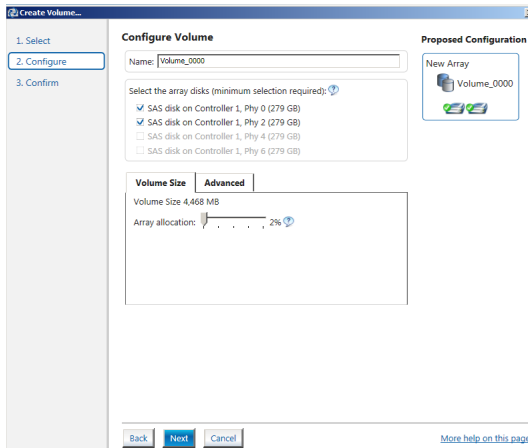 Create Volume...
1. Select
2. Configure
3. Confirm
Configure Volume
Name: Volume_0000
Select the array disks (minimum selection required): ?
SAS disk on Controller 1, Phy 0 (279 GB)
SAS disk on Controller 1, Phy 2 (279 GB)
SAS disk on Controller 1, Phy 4 (279 GB)
SAS disk on Controller 1, Phy 6 (279 GB)
Volume Size Advanced
Volume Size 4,468 MB
Array allocation: 2% ?
Proposed Configuration
New Array
Volume_0000
Back Next Cancel
More help on this page